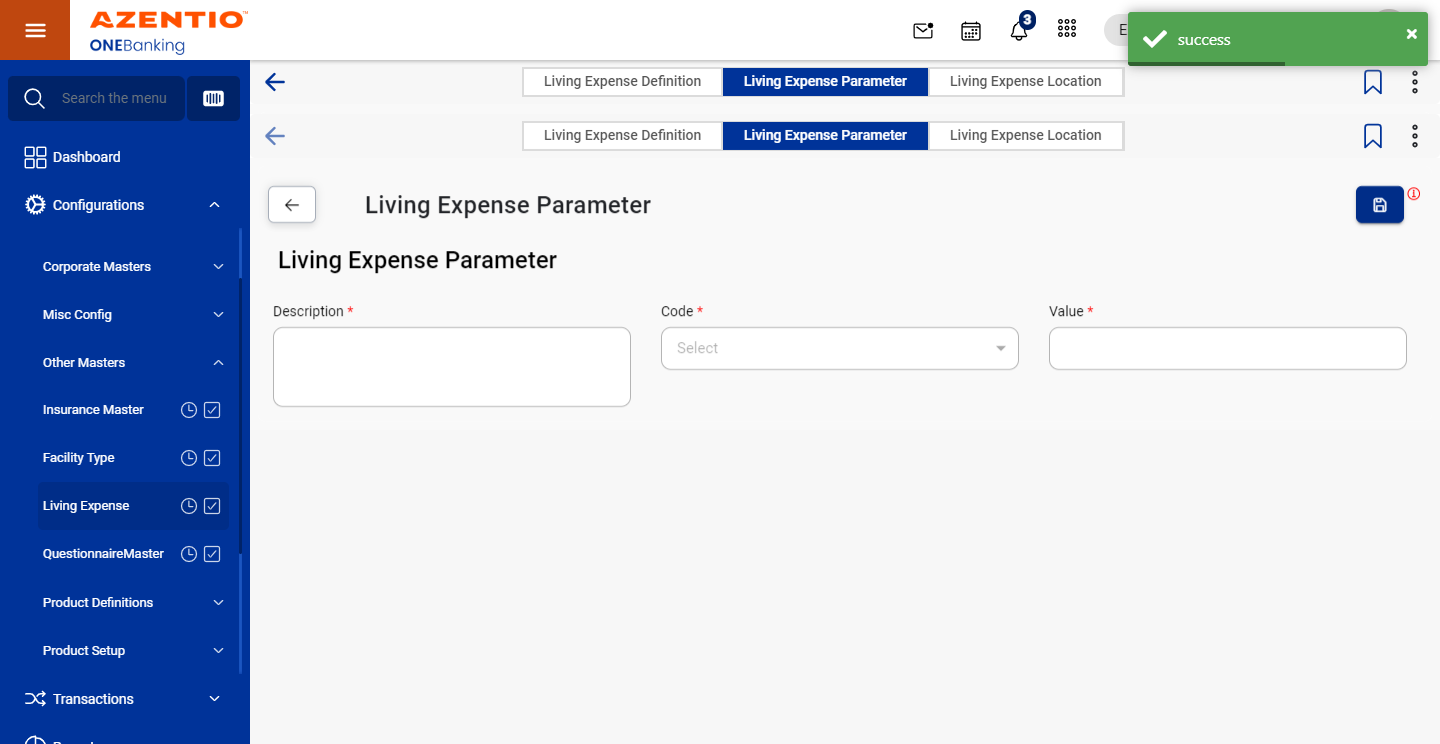 AZENTIO™
ONEBanking
3
E
success
Search the menu
Living Expense Definition
Living Expense Parameter
Living Expense Location
Living Expense Definition
Living Expense Parameter
Living Expense Location
Dashboard
Configurations
Corporate Masters
Misc Config
Other Masters
Insurance Master
Facility Type
Living Expense
QuestionnaireMaster
Product Definitions
Product Setup
Transactions
Living Expense Parameter
Living Expense Parameter
Description *
Code *
Select
Value *